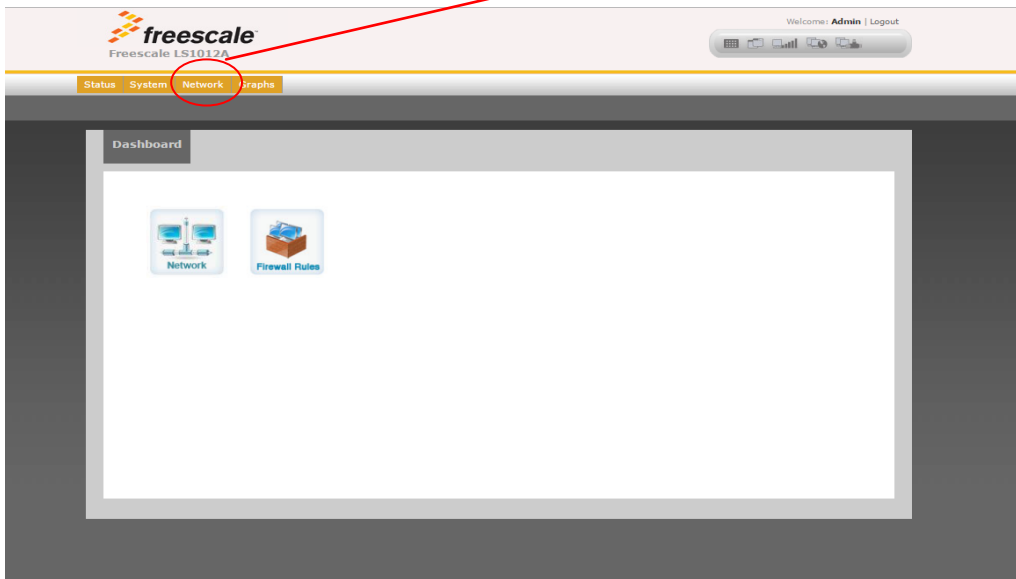 freescale
Freescale LS1012A
Welcome: Admin | Logout
Status System Network Graphs
Dashboard
Network
Firewall Rules